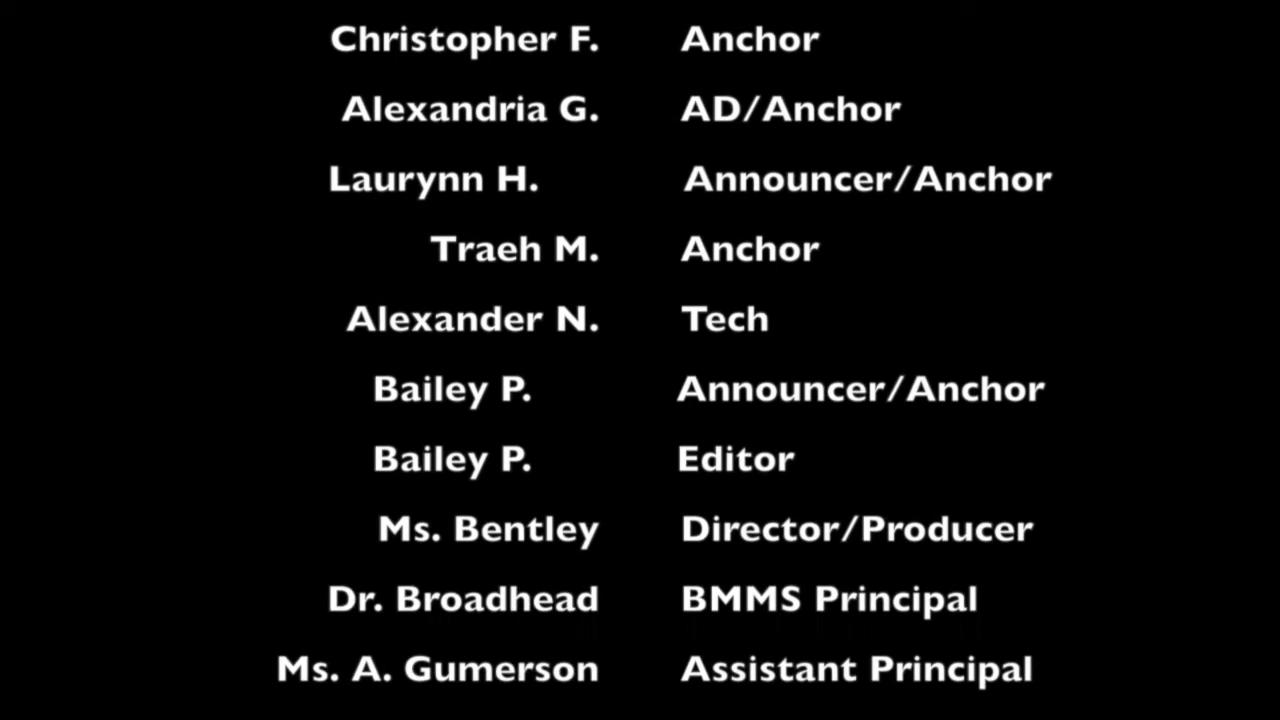 Christopher F. Anchor
Alexandria G. AD/Anchor
Laurynn H. Announcer/Anchor
Traeh M. Anchor
Alexander N. Tech
Bailey P. Announcer/Anchor
Bailey P. Editor
Ms. Bentley Director/Producer
Dr. Broadhead BMMS Principal
Ms. A. Gumerson Assistant Principal